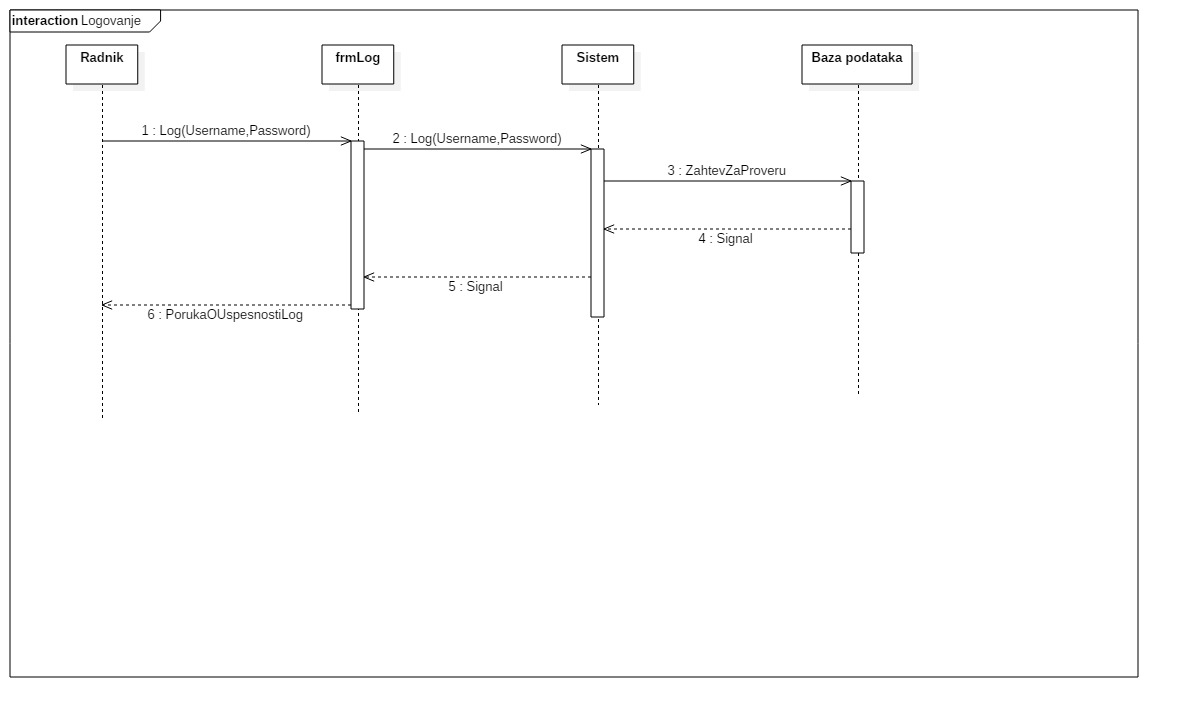 interaction Logovanje
Radnik
frmLog
Sistem
Baza podataka
1 : Log(Username,Password)
2 : Log(Username,Password)
3 : ZahtevZaProveru
4 : Signal
5 : Signal
6 : PorukaOUspesnostiLog